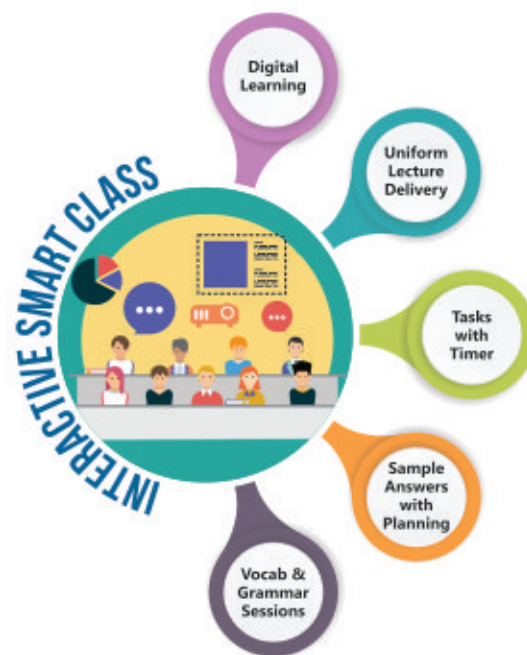 INTERACTIVE SMART CLASS
Digital
Learning
Uniform
Lecture
Delivery
Tasks
with
Timer
Sample
Answers
with
Planning
Vocab &
Grammar
Sessions